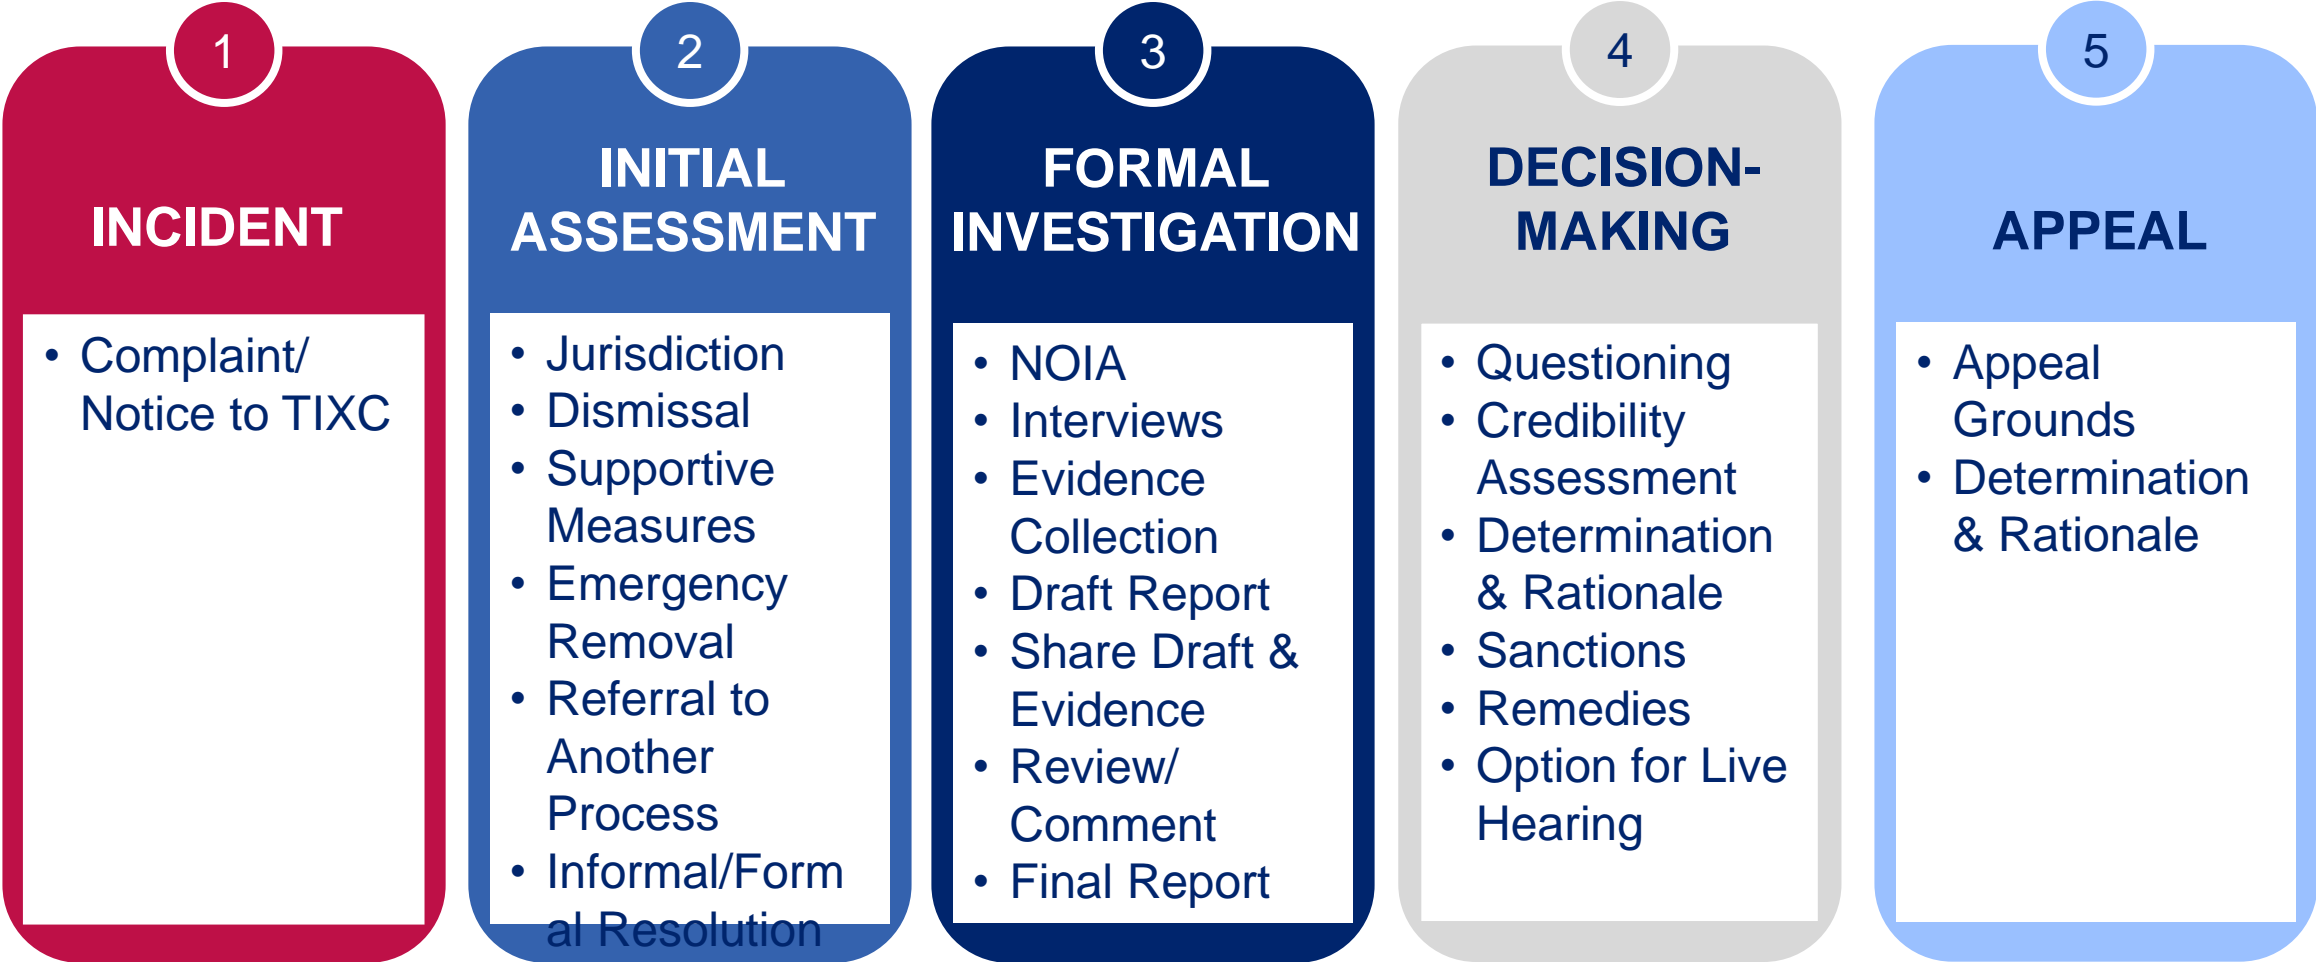 1
INCIDENT
• Complaint/
Notice to TIXC
2
INITIAL
ASSESSMENT
• Jurisdiction
• Dismissal
• Supportive
Measures
• Emergency
Removal
• Referral to
Another
Process
• Informal/Form
al Resolution
3
FORMAL
INVESTIGATION
• NOIA
• Interviews
• Evidence
Collection
• Draft Report
• Share Draft &
Evidence
• Review/
Comment
• Final Report
4
DECISION-
MAKING
• Questioning
• Credibility
Assessment
• Determination
& Rationale
• Sanctions
• Remedies
• Option for Live
Hearing
5
APPEAL
• Appeal
Grounds
• Determination
& Rationale